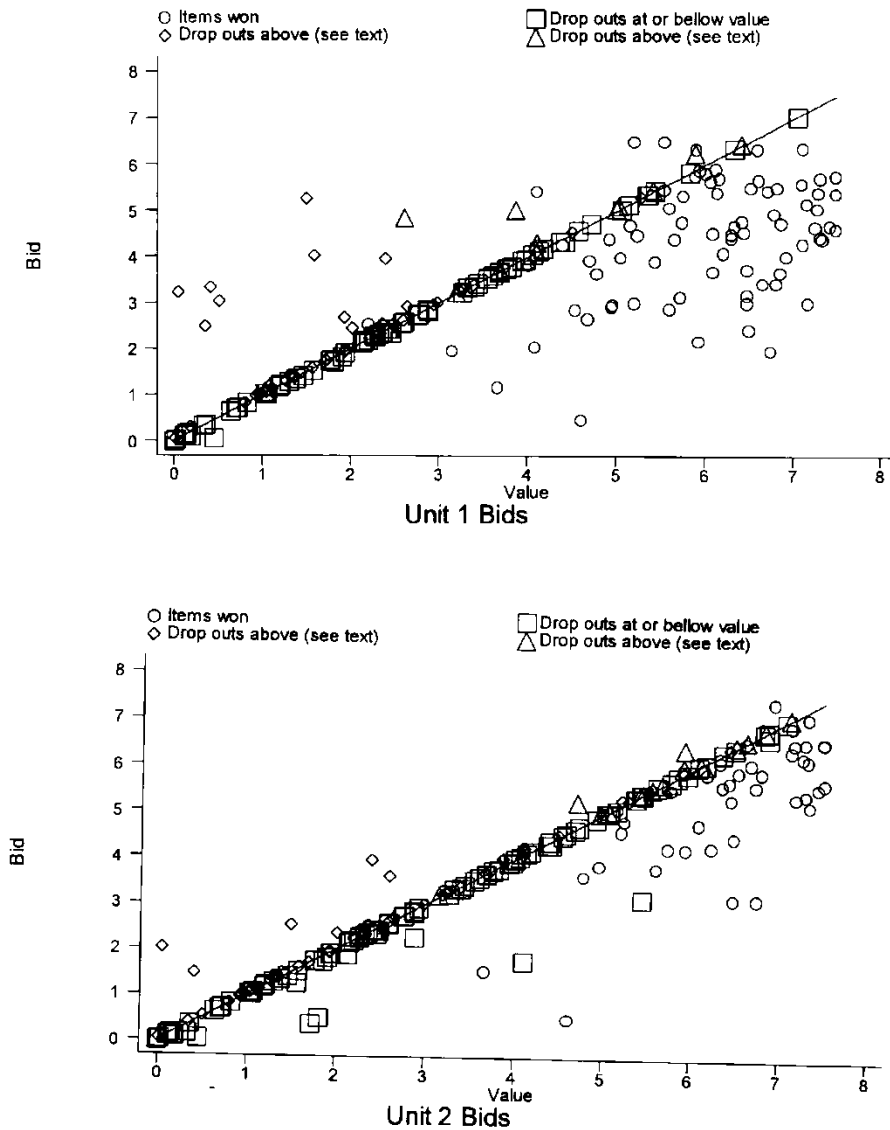 Items won
Drop outs above (see text)
Drop outs at or bellow value
Drop outs above (see text)
8
7
6
5
4
3
2
1
0
Bid
0 1 2 3 4 5 6 7 8
Value
Unit 1 Bids
Items won
Drop outs above (see text)
Drop outs at or bellow value
Drop outs above (see text)
8
7
6
5
4
3
2
1
0
Bid
0 1 2 3 4 5 6 7 8
Value
Unit 2 Bids